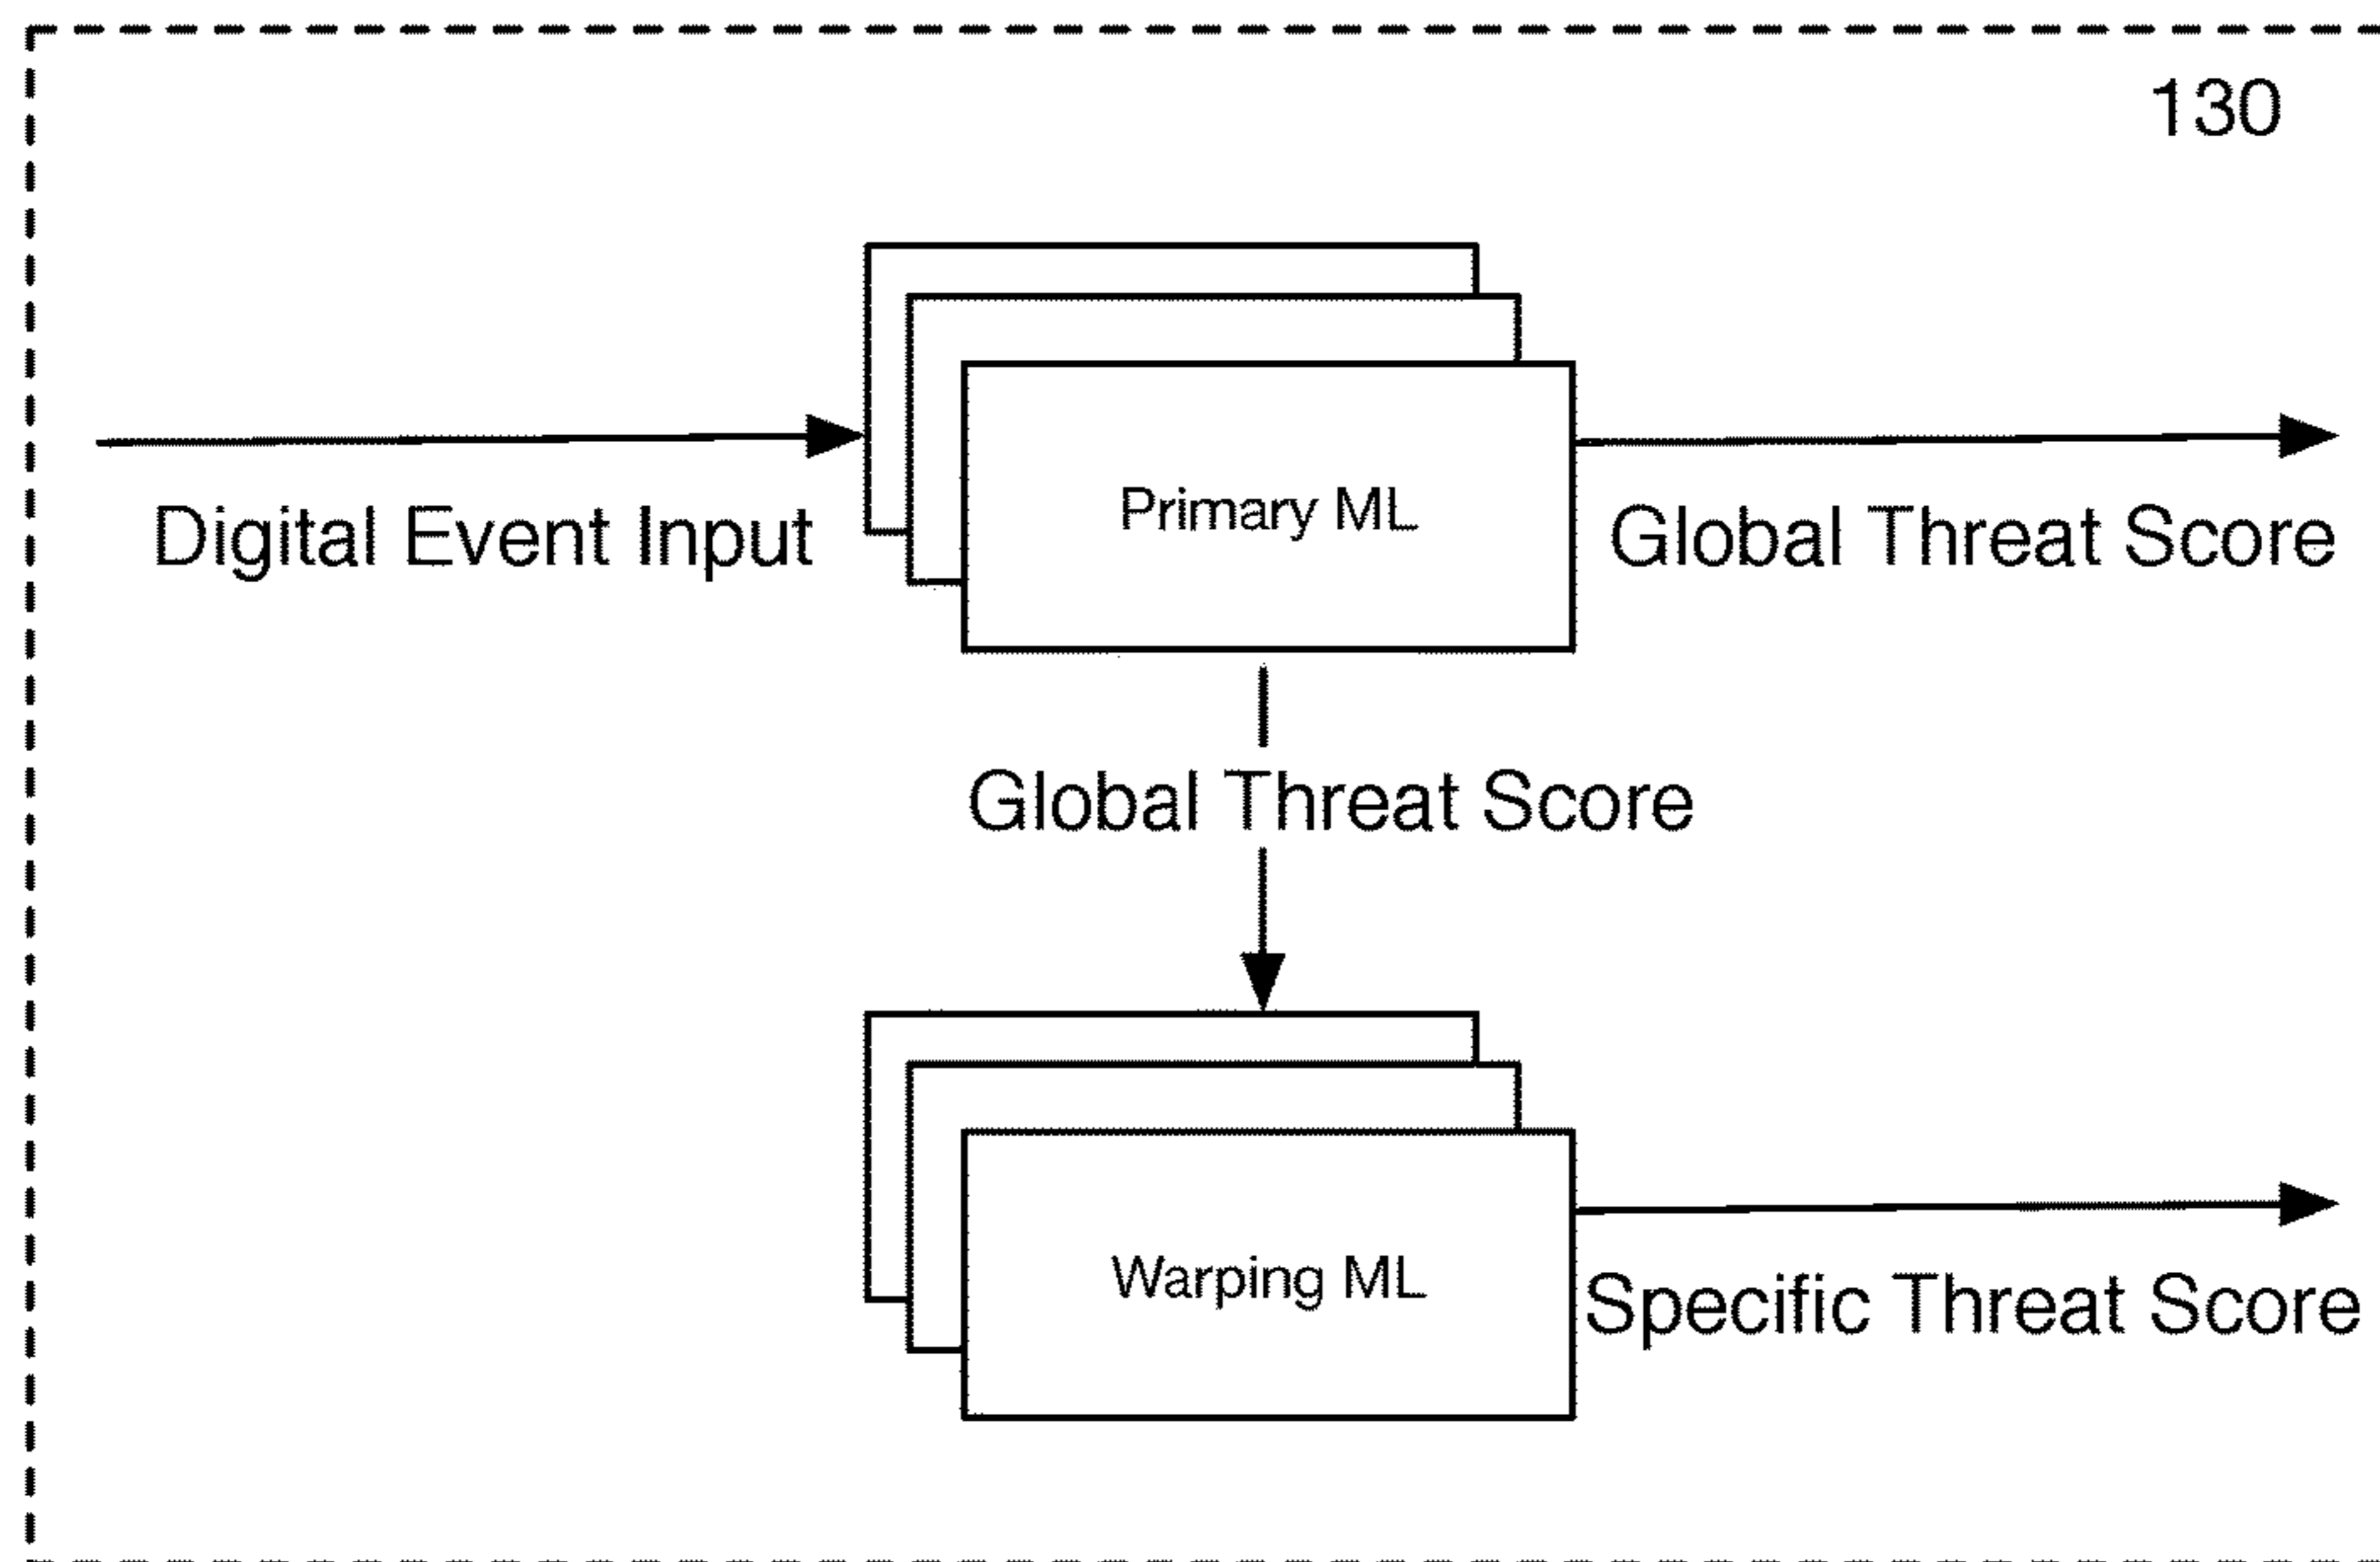 130
Primary ML
Digital Event Input
Global Threat Score
Global Threat Score
Warping ML
Specific Threat Score